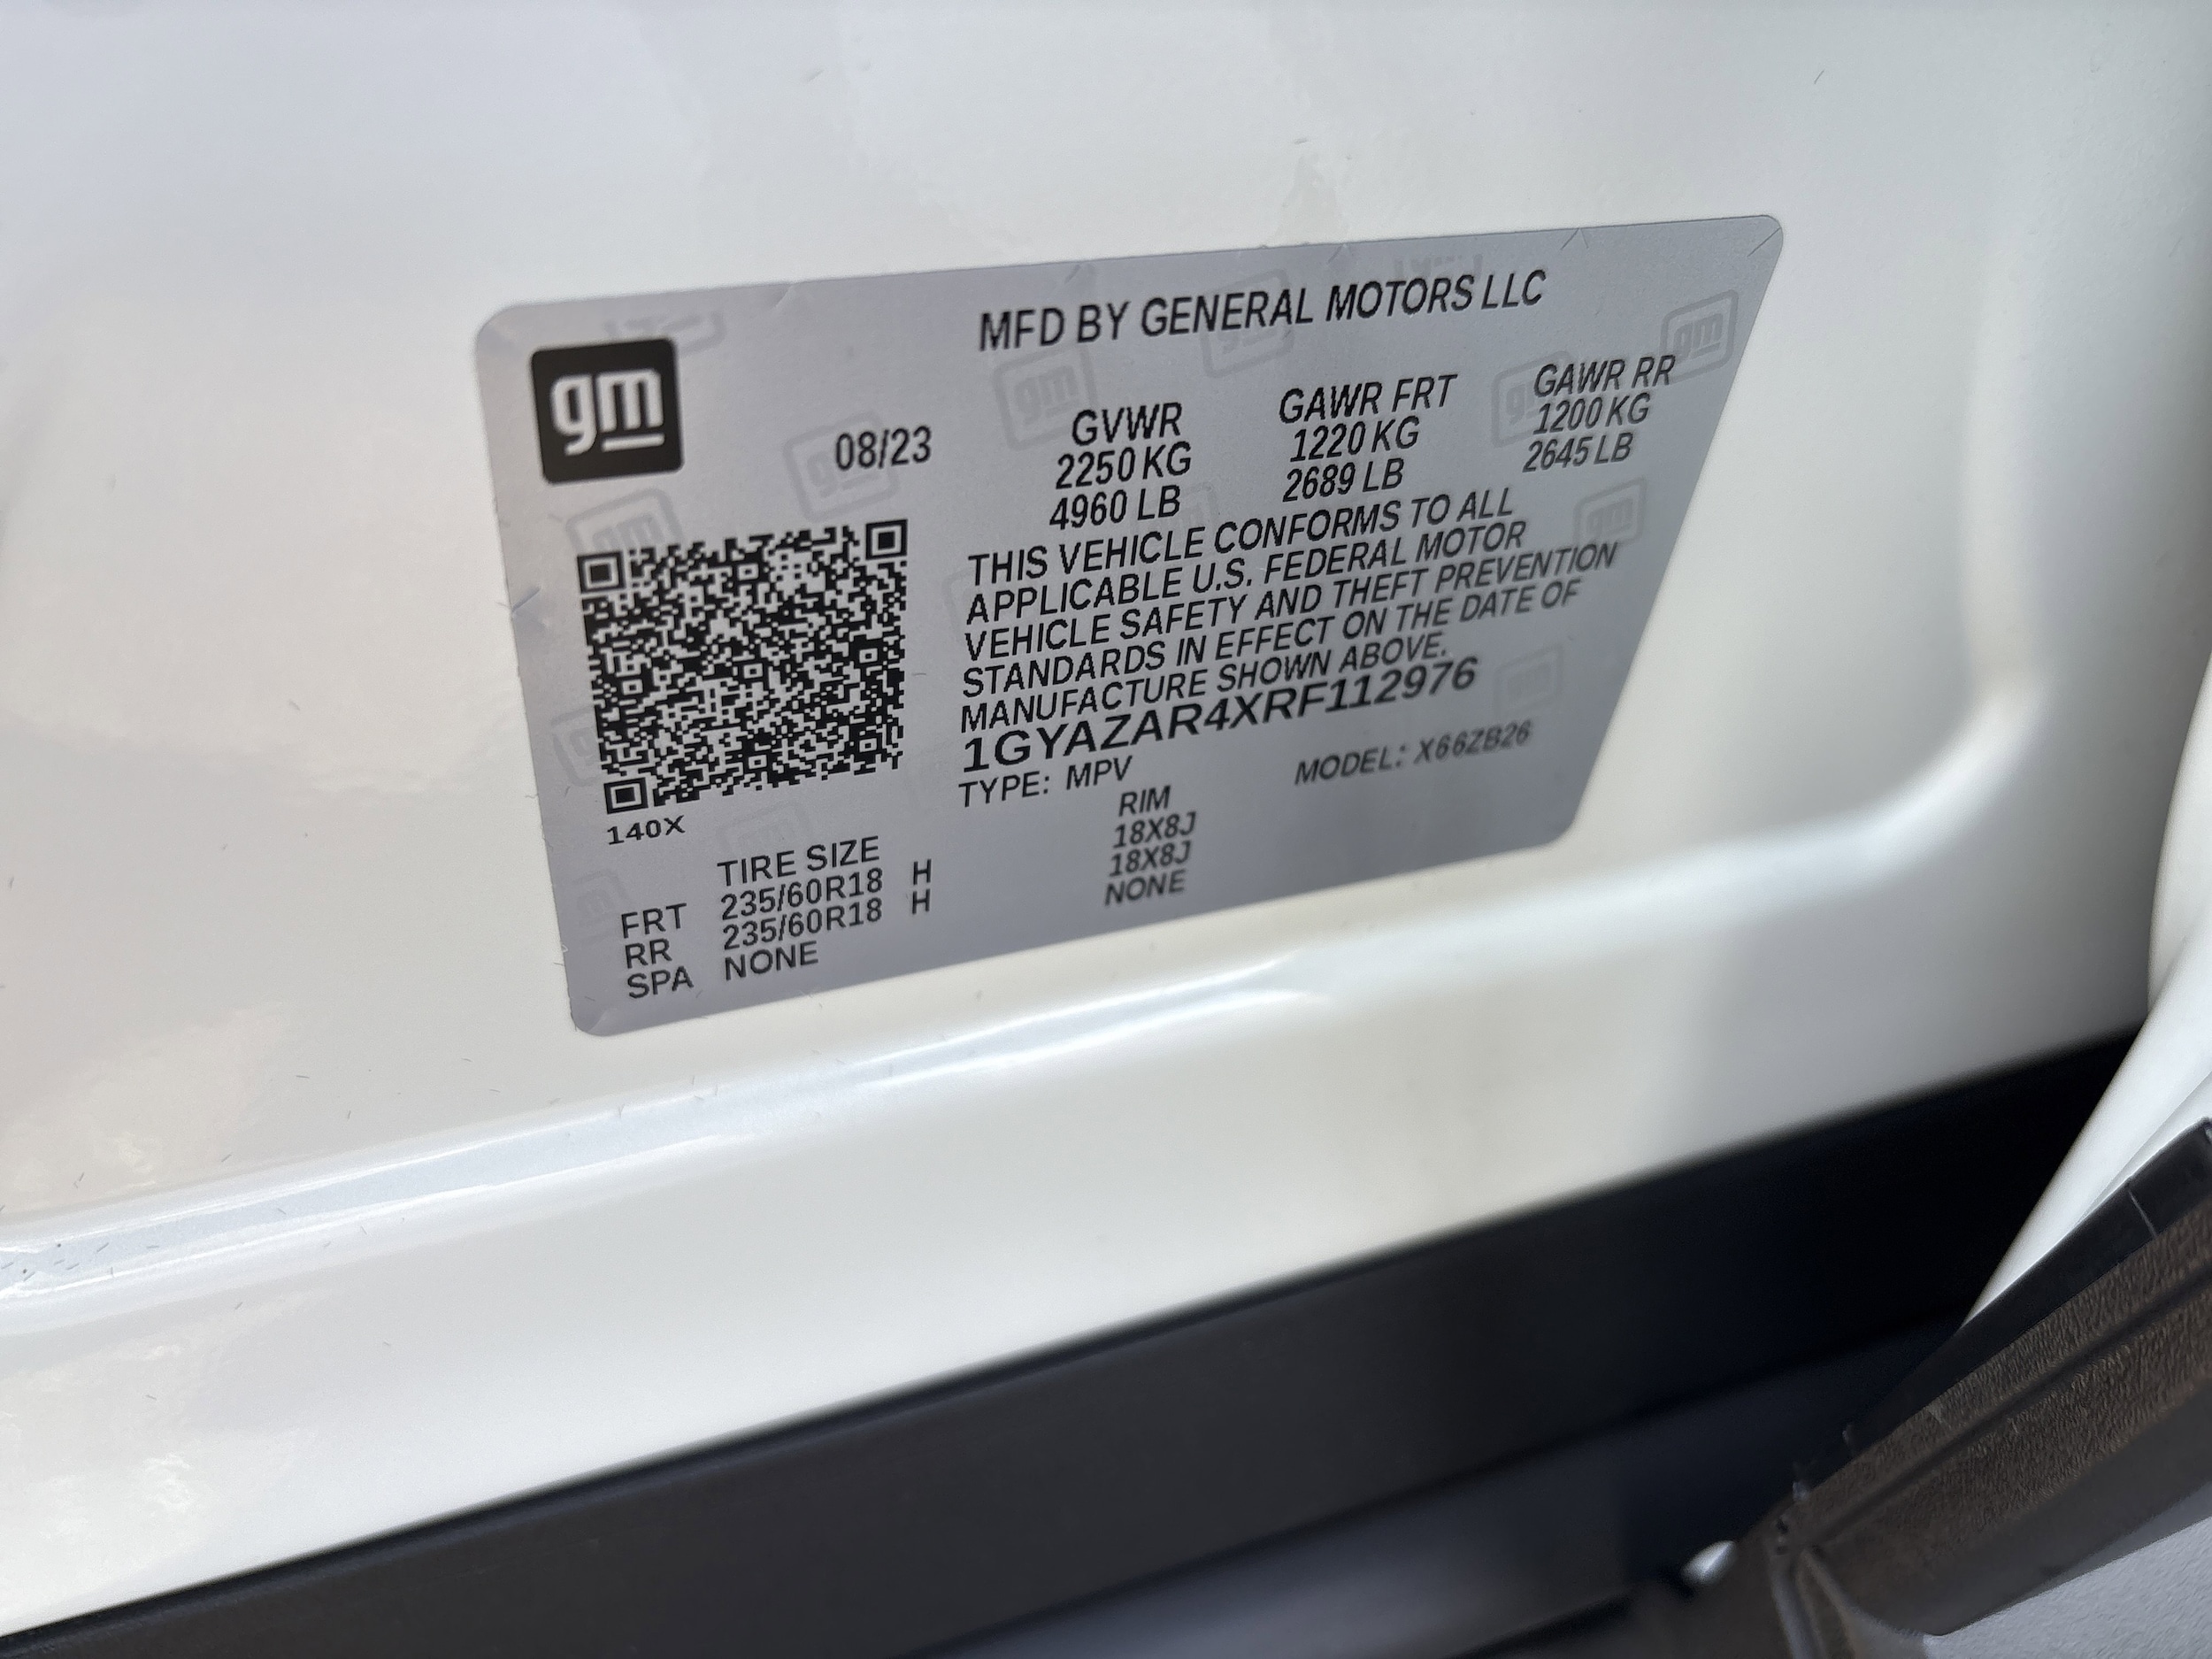 gm
MFD BY GENERAL MOTORS LLC
08/23 GVWR GAWR FRT GAWR RR
2250 KG 1220 KG 1200 KG
4960 LB 2689 LB 2645 LB
THIS VEHICLE CONFORMS TO ALL
APPLICABLE U.S. FEDERAL MOTOR
VEHICLE SAFETY AND THEFT PREVENTION
STANDARDS IN EFFECT ON THE DATE OF
MANUFACTURE SHOWN ABOVE.
1GYAZAR4XRF112976
TYPE: MPV MODEL: X66ZB26
140X
TIRE SIZE RIM
FRT 235/60R18 H 18X8J
RR 235/60R18 H 18X8J
SPA NONE NONE